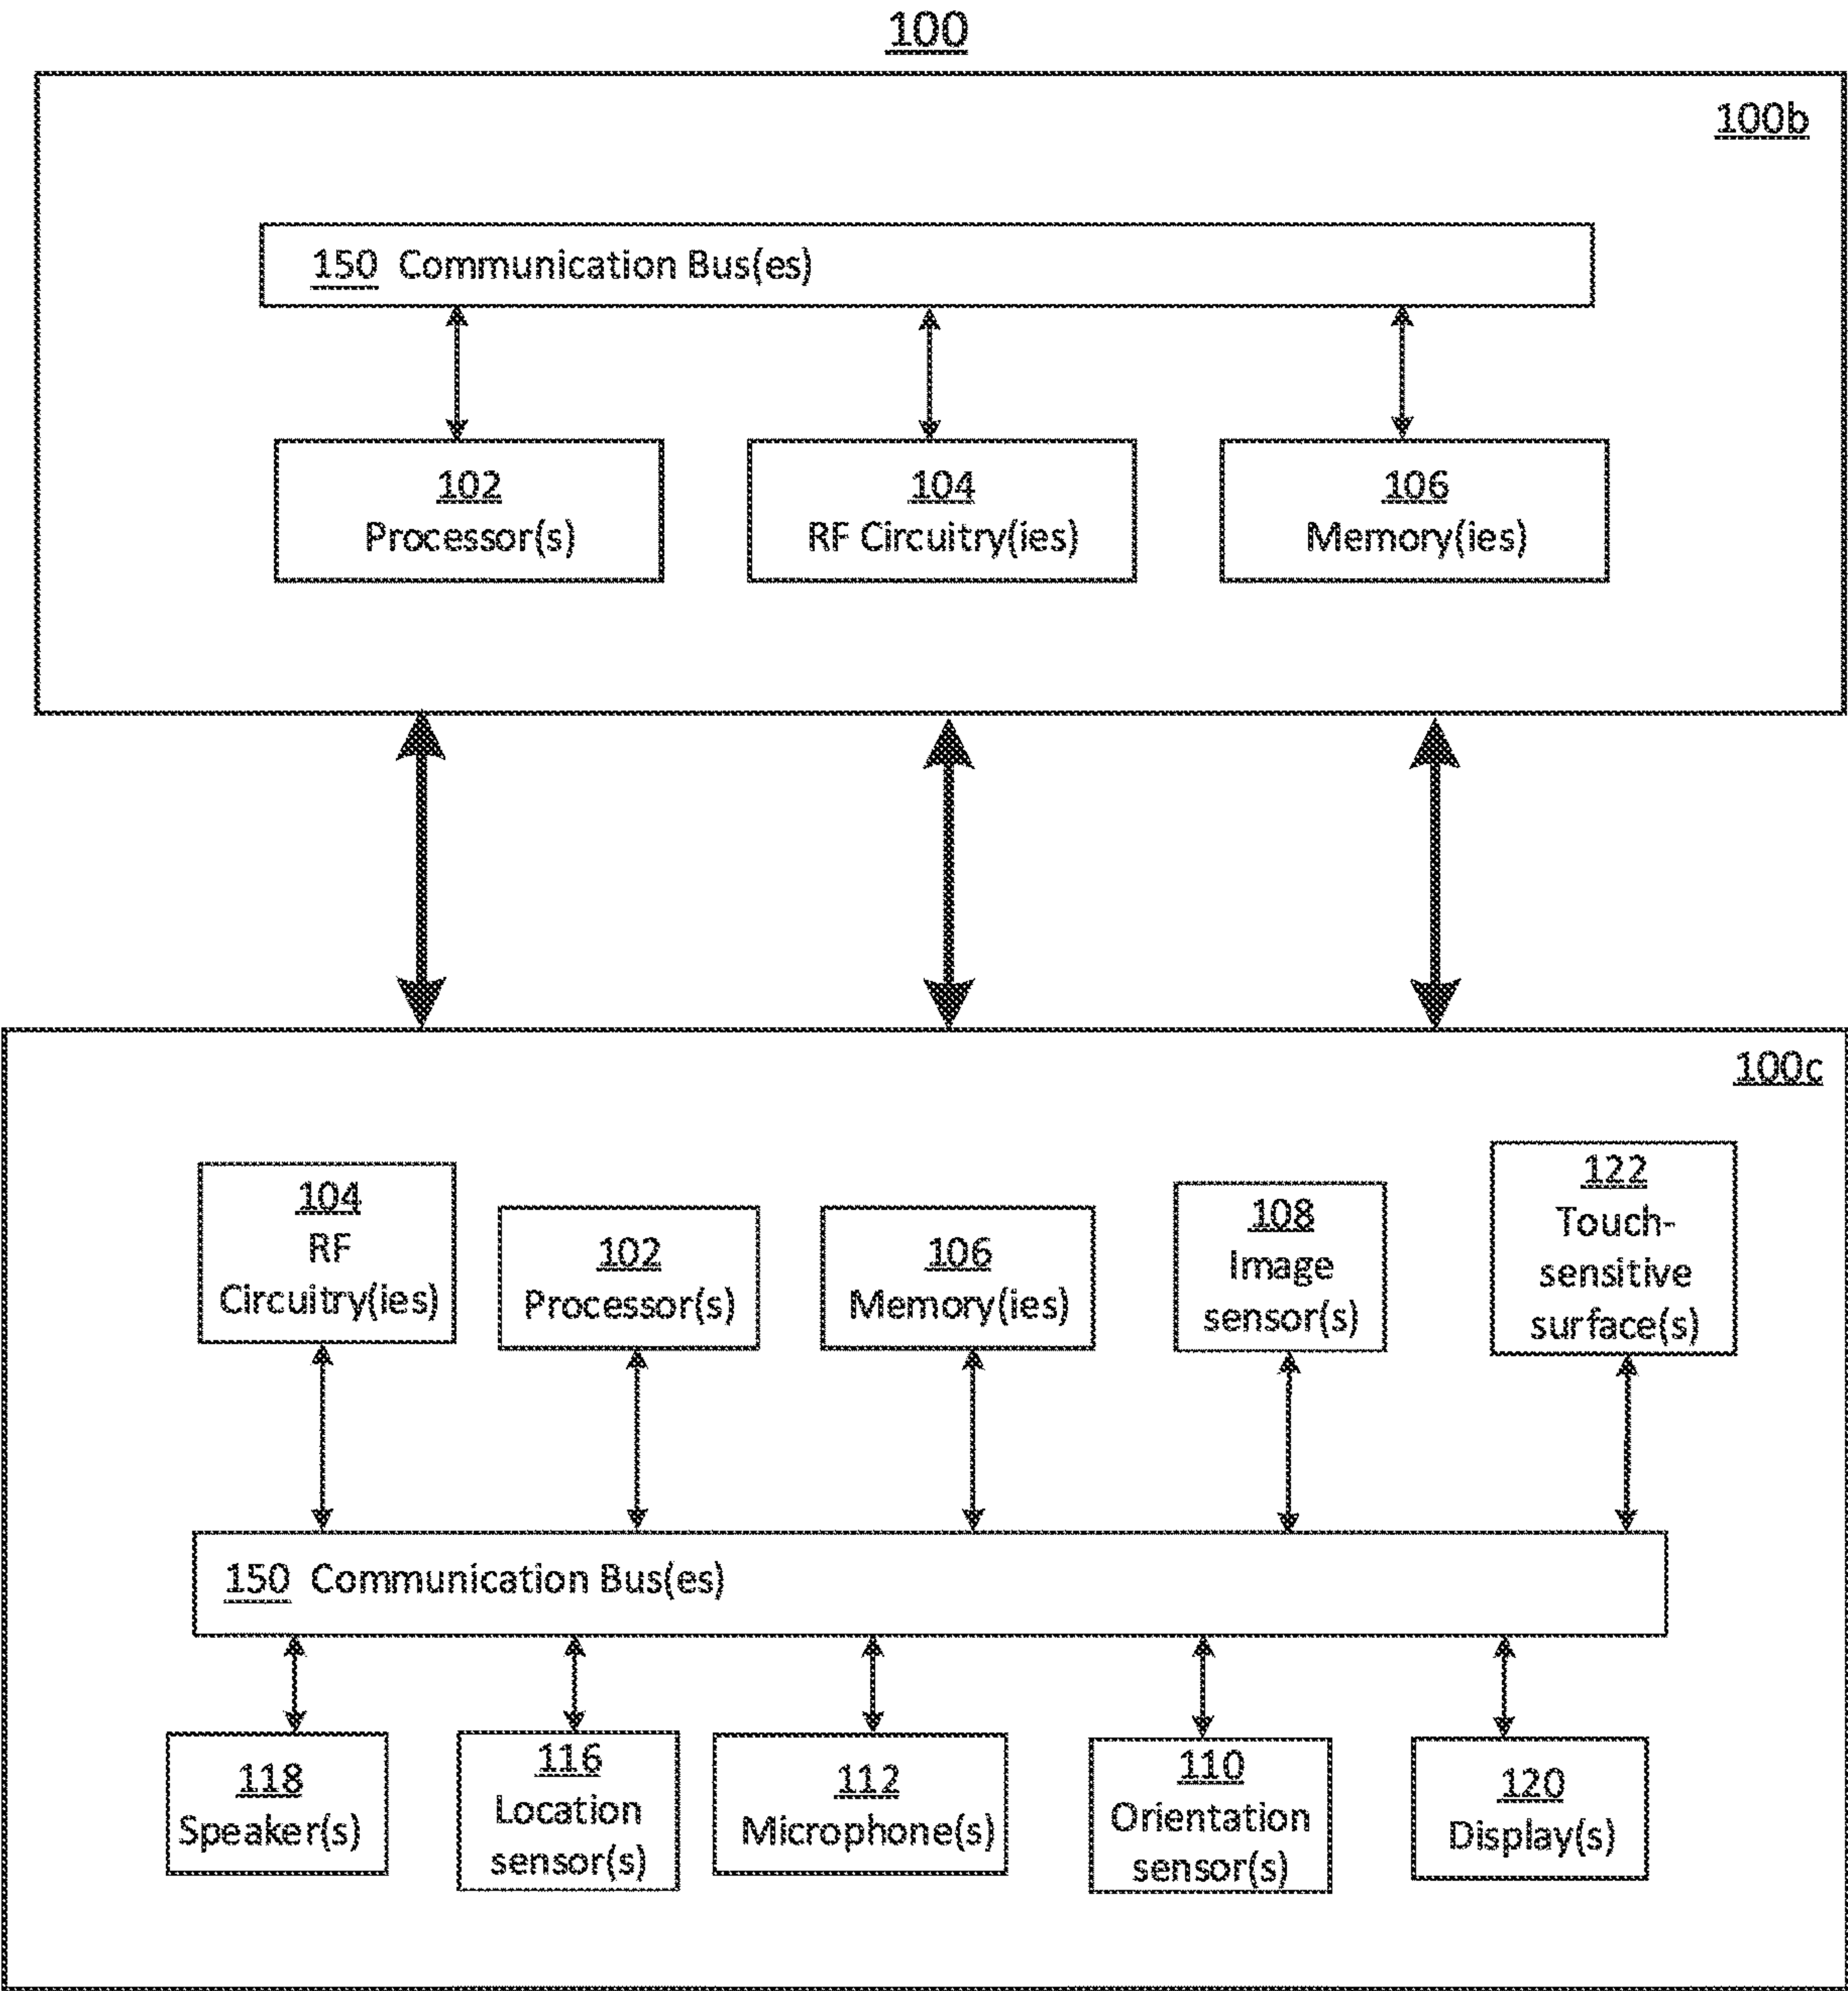 100
100b
150 Communication Bus(es)
102
Processor(s)
104
RF Circuitry(ies)
106
Memory(ies)
100c
104
RF
Circuitry(ies)
102
Processor(s)
106
Memory(ies)
108
Image
sensor(s)
122
Touch-
sensitive
surface(s)
150 Communication Bus(es)
118
Speaker(s)
116
Location
sensor(s)
112
Microphone(s)
110
Orientation
sensor(s)
120
Display(s)